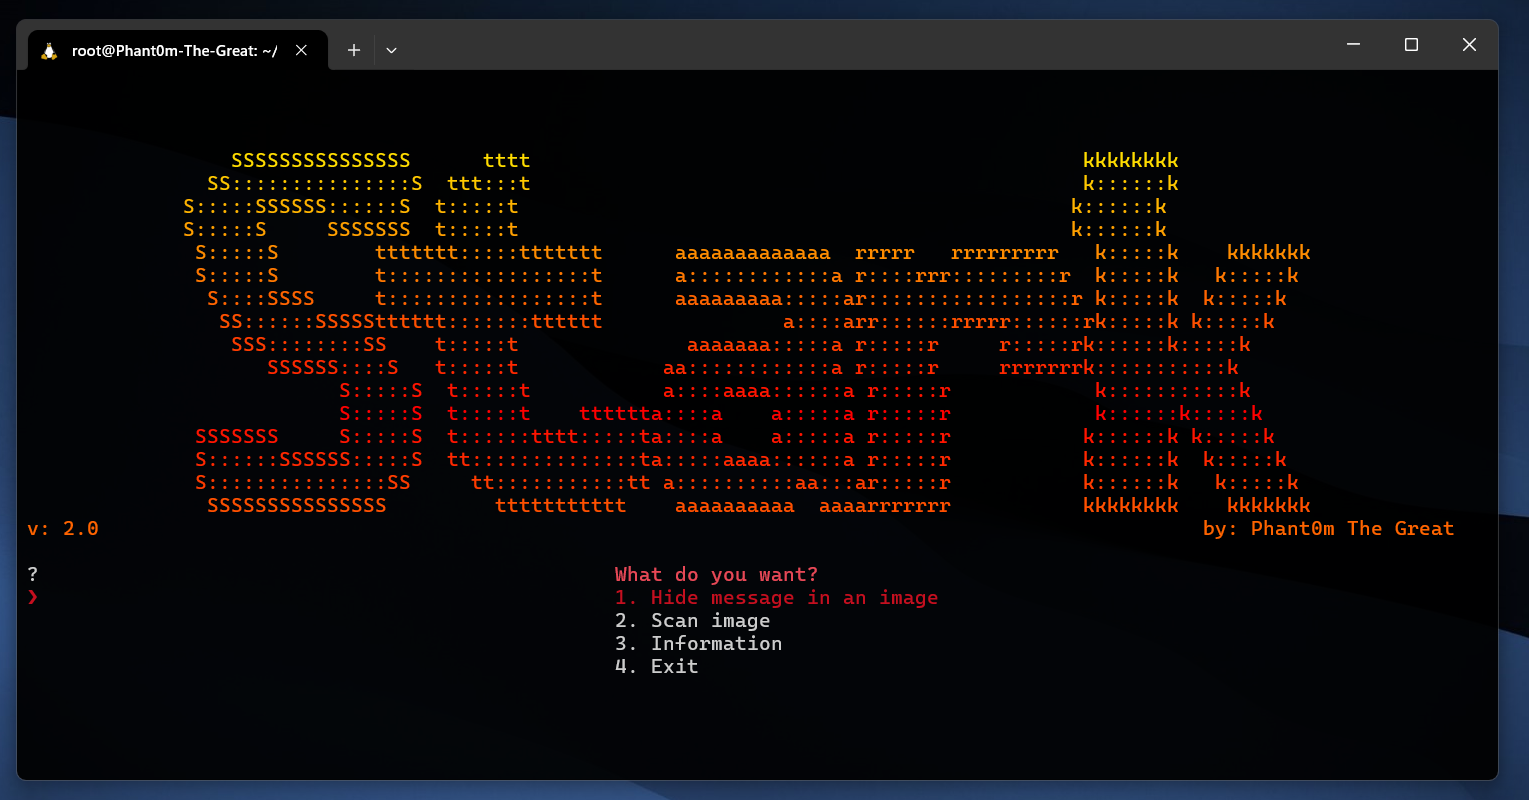 root@Phant0m-The-Great: ~/
               SSSSSSSSSSSSSSS      tttt                                              kkkkkkkk
             SS:::::::::::::::S  ttt:::t                                              k::::::k
           S:::::SSSSSS::::::S  t:::::t                                              k::::::k
           S:::::S     SSSSSSS  t:::::t                                              k::::::k
            S:::::S        ttttttt:::::ttttttt      aaaaaaaaaaaaa  rrrrr   rrrrrrrrr   k:::::k    kkkkkkk
            S:::::S        t:::::::::::::::::t      a::::::::::::a r::::rrr:::::::::r  k:::::k   k:::::k
             S::::SSSS     t:::::::::::::::::t      aaaaaaaaa:::::ar:::::::::::::::::r k:::::k  k:::::k
              SS::::::SSSSStttttt:::::::tttttt               a::::arr::::::rrrrr::::::rk:::::k k:::::k
               SSS::::::::SS    t:::::t              aaaaaaa:::::a r:::::r     r:::::rk::::::k:::::k
                  SSSSSS::::S   t:::::t            aa::::::::::::a r:::::r     rrrrrrrk:::::::::::k
                        S:::::S  t:::::t           a::::aaaa::::::a r:::::r            k:::::::::::k
                        S:::::S  t:::::t    tttttta::::a    a:::::a r:::::r            k::::::k:::::k
            SSSSSSS     S:::::S  t::::::tttt:::::ta::::a    a:::::a r:::::r           k::::::k k:::::k
            S::::::SSSSSS:::::S  tt::::::::::::::ta:::::aaaa::::::a r:::::r           k::::::k  k:::::k
            S:::::::::::::::SS     tt:::::::::::tt a::::::::::aa:::ar:::::r           k::::::k   k:::::k
             SSSSSSSSSSSSSSS         ttttttttttt    aaaaaaaaaa  aaaarrrrrrr           kkkkkkkk   kkkkkkk
v: 2.0 by: Phant0m The Great
? What do you want?
❯ 1. Hide message in an image
2. Scan image
3. Information
4. Exit